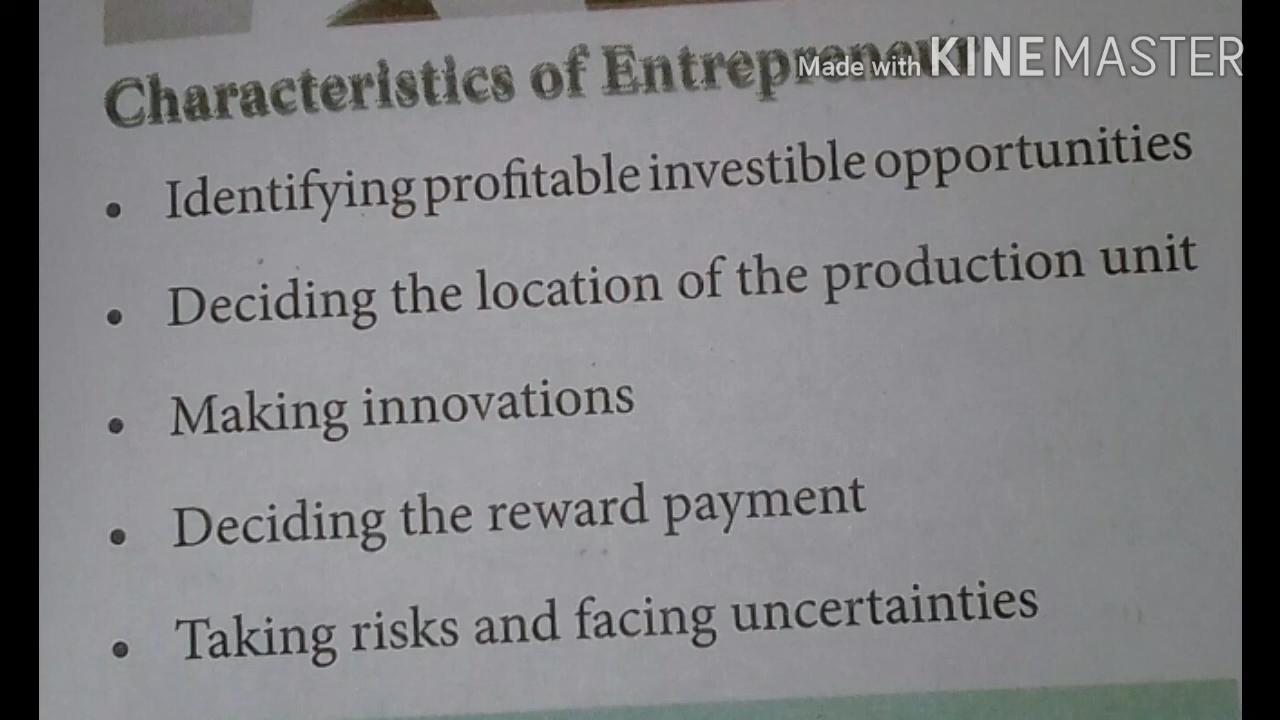 Characteristics of Entrepreneur
Made with KINEMASTER
• Identifying profitable investible opportunities
• Deciding the location of the production unit
• Making innovations
• Deciding the reward payment
• Taking risks and facing uncertainties